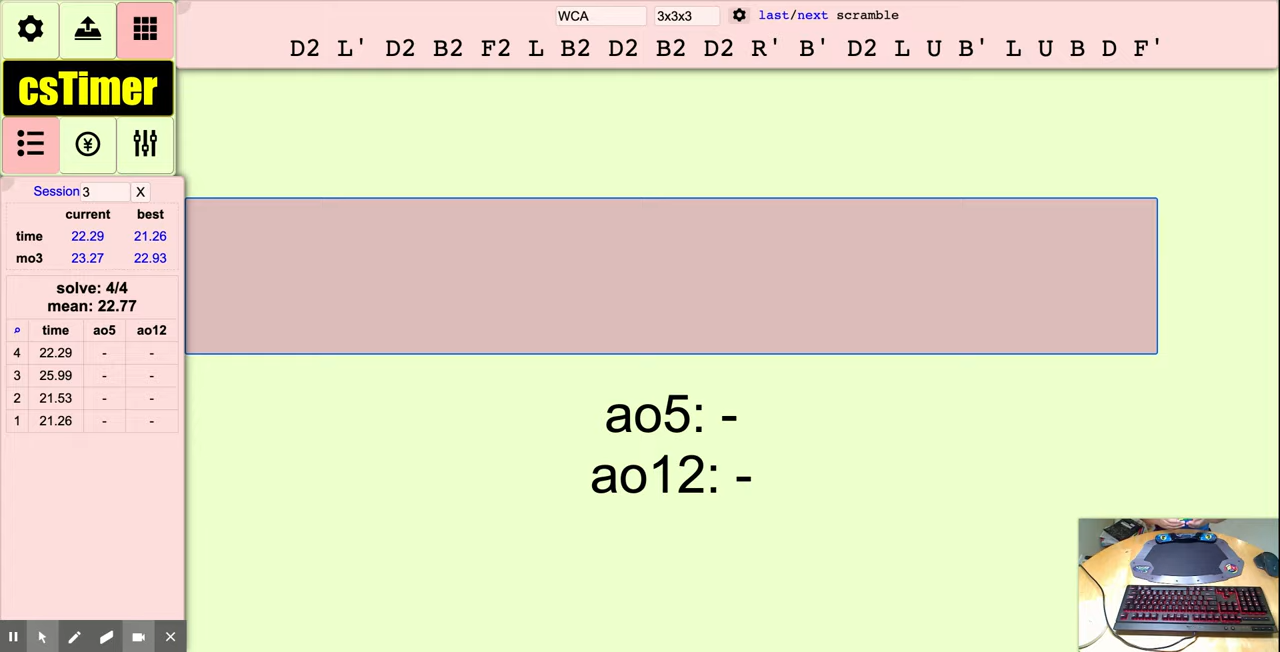 WCA 3x3x3 last/next scramble
D2 L' D2 B2 F2 L B2 D2 B2 D2 R' B' D2 L U B' L U B D F'
csTimer
Session 3 X
current best
time 22.29 21.26
mo3 23.27 22.93
solve: 4/4
mean: 22.77
time ao5 ao12
4 22.29 - -
3 25.99 - -
2 21.53 - -
1 21.26 - -
ao5: -
ao12: -